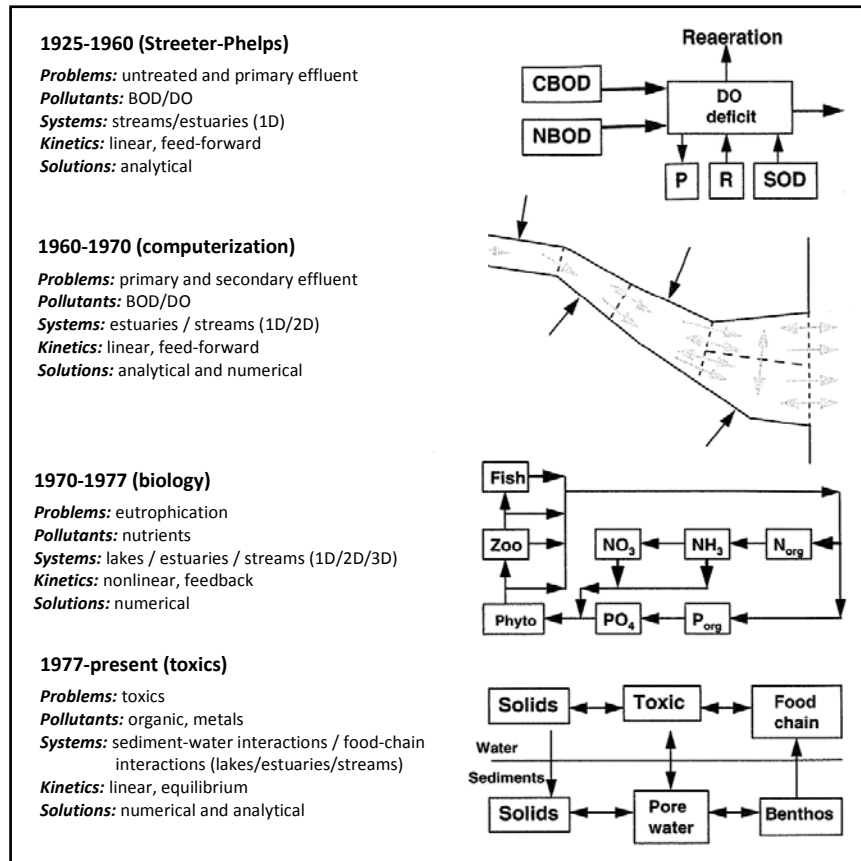 1925-1960 (Streeter-Phelps)
Problems: untreated and primary effluent
Pollutants: BOD/DO
Systems: streams/estuaries (1D)
Kinetics: linear, feed-forward
Solutions: analytical
Reaeration
CBOD
NBOD
DO
deficit
P
R
SOD
1960-1970 (computerization)
Problems: primary and secondary effluent
Pollutants: BOD/DO
Systems: estuaries / streams (1D/2D)
Kinetics: linear, feed-forward
Solutions: analytical and numerical
1970-1977 (biology)
Problems: eutrophication
Pollutants: nutrients
Systems: lakes / estuaries / streams (1D/2D/3D)
Kinetics: nonlinear, feedback
Solutions: numerical
Fish
Zoo
NO3
NH3
Norg
Phyto
PO4
Porg
1977-present (toxics)
Problems: toxics
Pollutants: organic, metals
Systems: sediment-water interactions / food-chain
interactions (lakes/estuaries/streams)
Kinetics: linear, equilibrium
Solutions: numerical and analytical
Solids
Toxic
Food
chain
Water
Sediments
Solids
Pore
water
Benthos